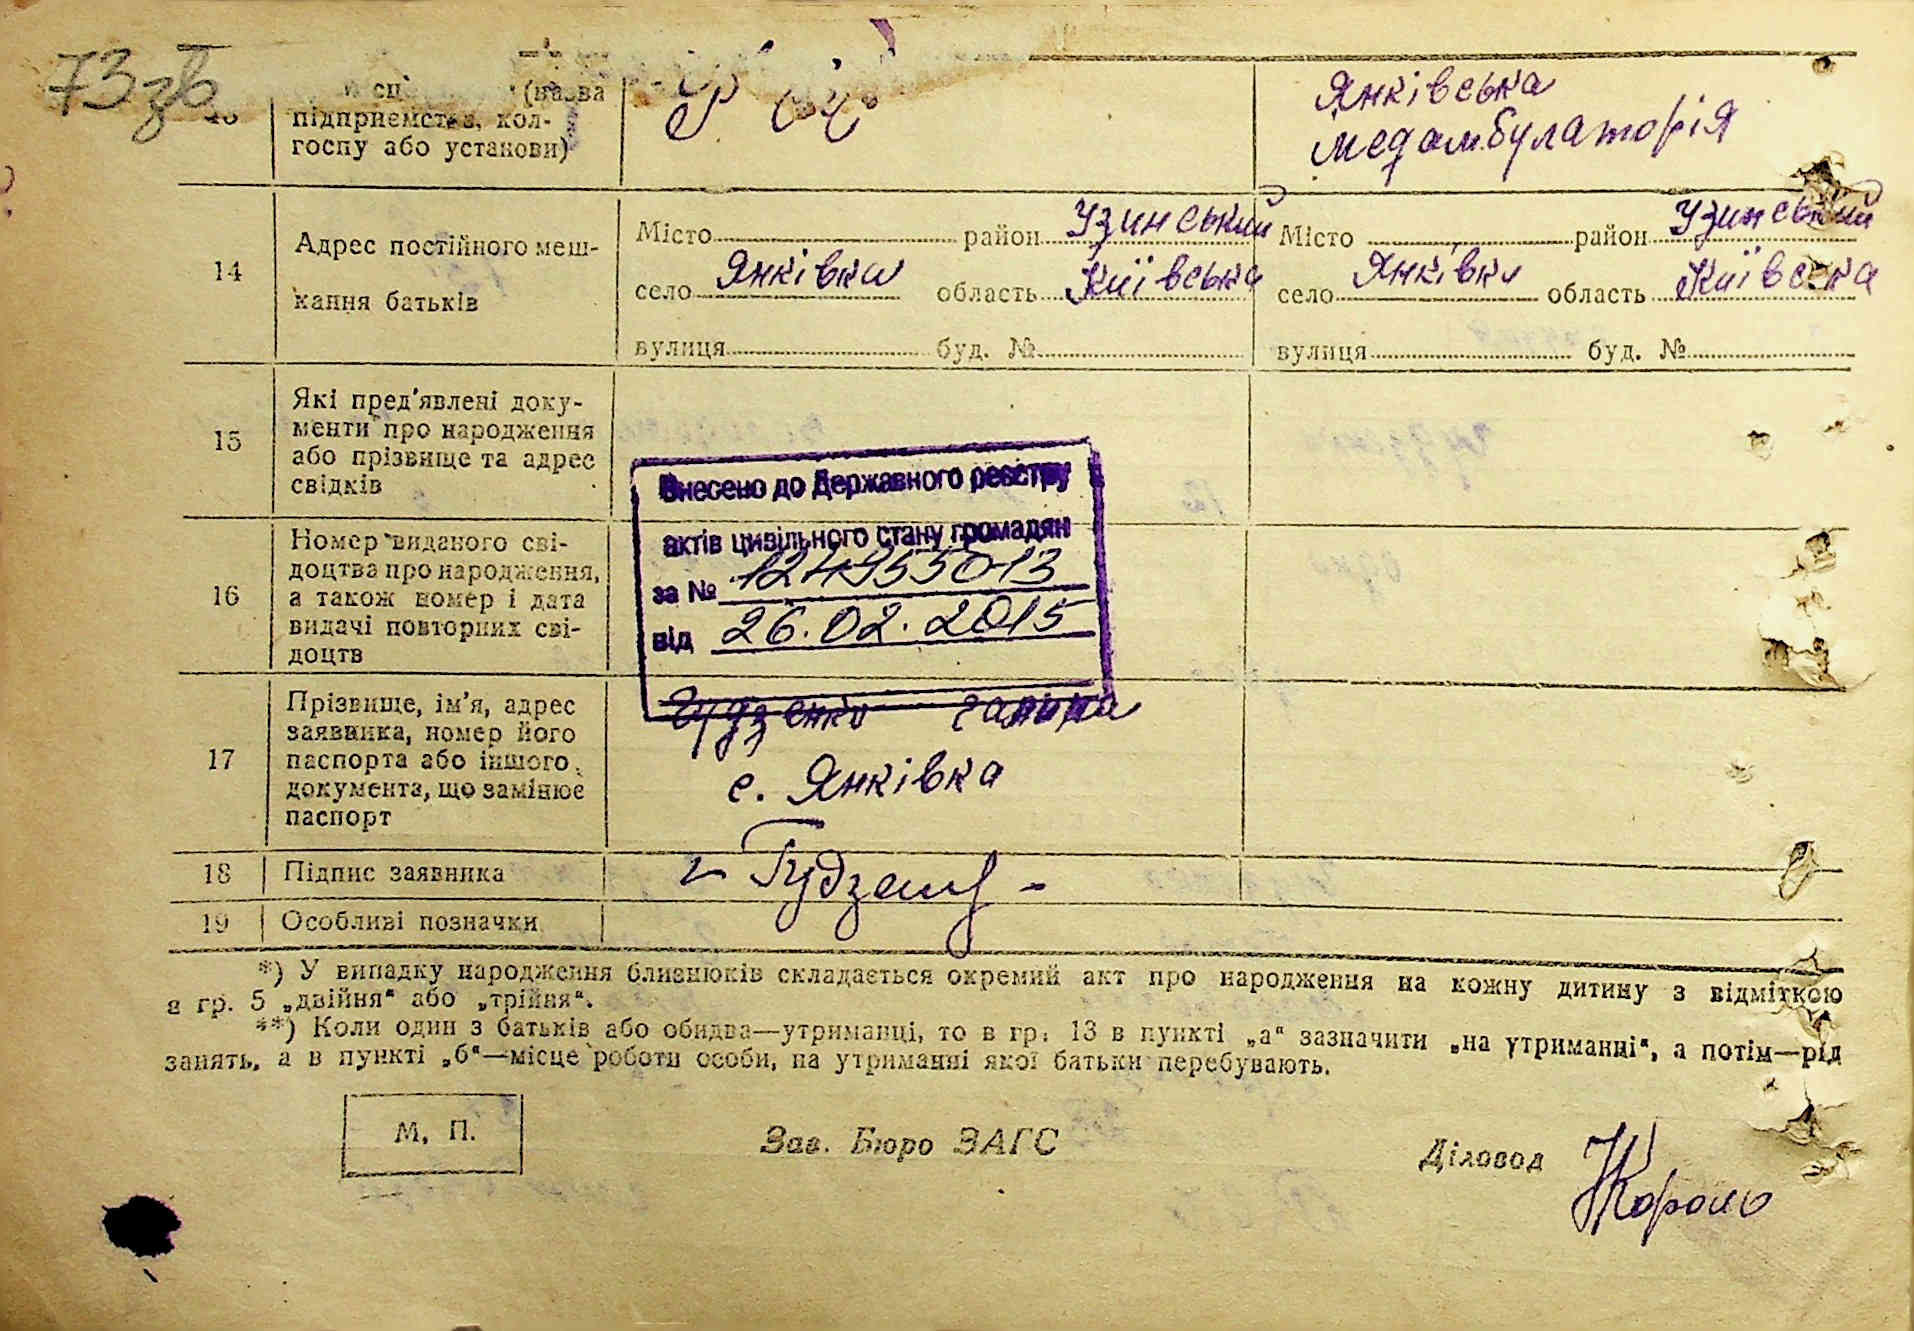 73зв
(назва
підприємства, кол-
госпу або установи)
Янківська
медамбулаторія
14
Адрес постійного меш-
кання батьків
Місто район Узинський
село Янківка область Київська
вулиця буд. №
Місто район Узинський
село Янківка область Київська
вулиця буд. №
15
Які пред'явлені доку-
менти про народження
або прізвище та адрес
свідків
16
Номер виданого сві-
доцтва про народження,
а також номер і дата
видачі повторних сві-
доцтв
Внесено до Державного реєстру
актів цивільного стану громадян
за № 124955013
від 26.02.2015
17
Прізвище, ім'я, адрес
заявника, номер його
паспорта або іншого
документа, що замінює
паспорт
Гудзенко Галина
с. Янківка
18
Підпис заявника
19
Особливі позначки
*) У випадку народження близнюків складається окремий акт про народження на кожну дитину з відміткою
в гр. 5 „двійня“ або „трійня“.
**) Коли один з батьків або обидва—утриманці, то в гр. 13 в пункті „а“ зазначити „на утриманні“, а потім—рід
занять, а в пункті „б“—місце роботи особи, на утриманні якої батьки перебувають.
М. П.
Зав. Бюро ЗАГС
Діловод